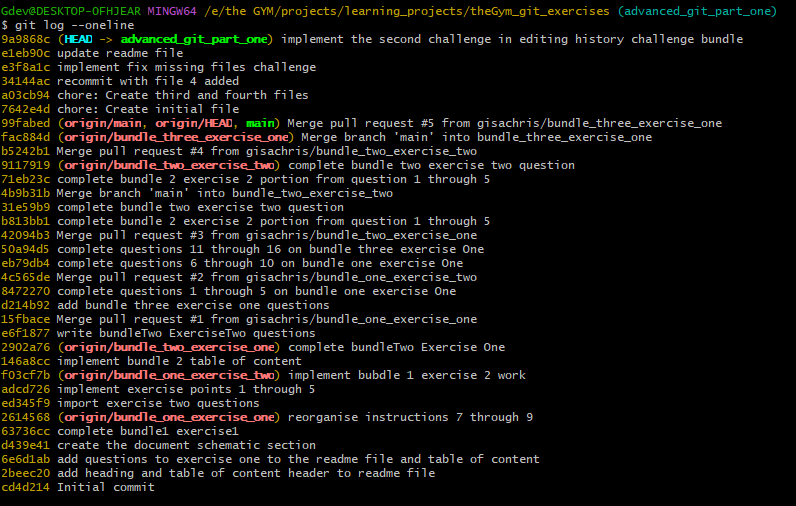 Gdev@DESKTOP-OFHJEAR MINGW64 /e/the GYM/projects/learning_projects/theGym_git_exercises (advanced_git_part_one)
$ git log --oneline
9a9868c (HEAD -> advanced_git_part_one) implement the second challenge in editing history challenge bundle
e1eb90c update readme file
e3f8a1c implement fix missing files challenge
34144ac recommit with file 4 added
a03cb94 chore: Create third and fourth files
7642e4d chore: Create initial file
99fabed (origin/main, origin/HEAD, main) Merge pull request #5 from gisachris/bundle_three_exercise_one
fac884d (origin/bundle_three_exercise_one) Merge branch 'main' into bundle_three_exercise_one
b5242b1 Merge pull request #4 from gisachris/bundle_two_exercise_two
9117919 (origin/bundle_two_exercise_two) complete bundle two exercise two question
71eb23c complete bundle 2 exercise 2 portion from question 1 through 5
4b9b31b Merge branch 'main' into bundle_two_exercise_two
31e59b9 complete bundle two exercise two question
b813bb1 complete bundle 2 exercise 2 portion from question 1 through 5
42094b3 Merge pull request #3 from gisachris/bundle_two_exercise_one
50a94d5 complete questions 11 through 16 on bundle three exercise One
eb79db4 complete questions 6 through 10 on bundle one exercise One
4c565de Merge pull request #2 from gisachris/bundle_one_exercise_two
8472270 complete questions 1 through 5 on bundle one exercise One
d214b92 add bundle three exercise one questions
15fbace Merge pull request #1 from gisachris/bundle_one_exercise_one
e6f1877 write bundleTwo ExerciseTwo questions
2902a76 (origin/bundle_two_exercise_one) complete bundleTwo Exercise One
146a8cc implement bundle 2 table of content
f03cf7b (origin/bundle_one_exercise_two) implement bubdle 1 exercise 2 work
adcd726 implement exercise points 1 through 5
ed345f9 import exercise two questions
2614568 (origin/bundle_one_exercise_one) reorganise instructions 7 through 9
63736cc complete bundle1 exercise1
d439e41 create the document schematic section
6e6d1ab add questions to exercise one to the readme file and table of content
2beec20 add heading and table of content header to readme file
cd4d214 Initial commit